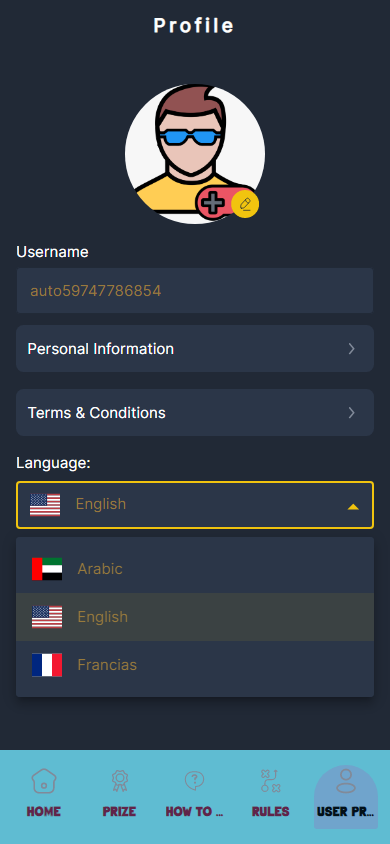 Profile
Username
auto59747786854
Personal Information
Terms & Conditions
Language:
English
Arabic
English
Francias
HOME PRIZE HOW TO ... RULES USER PR...